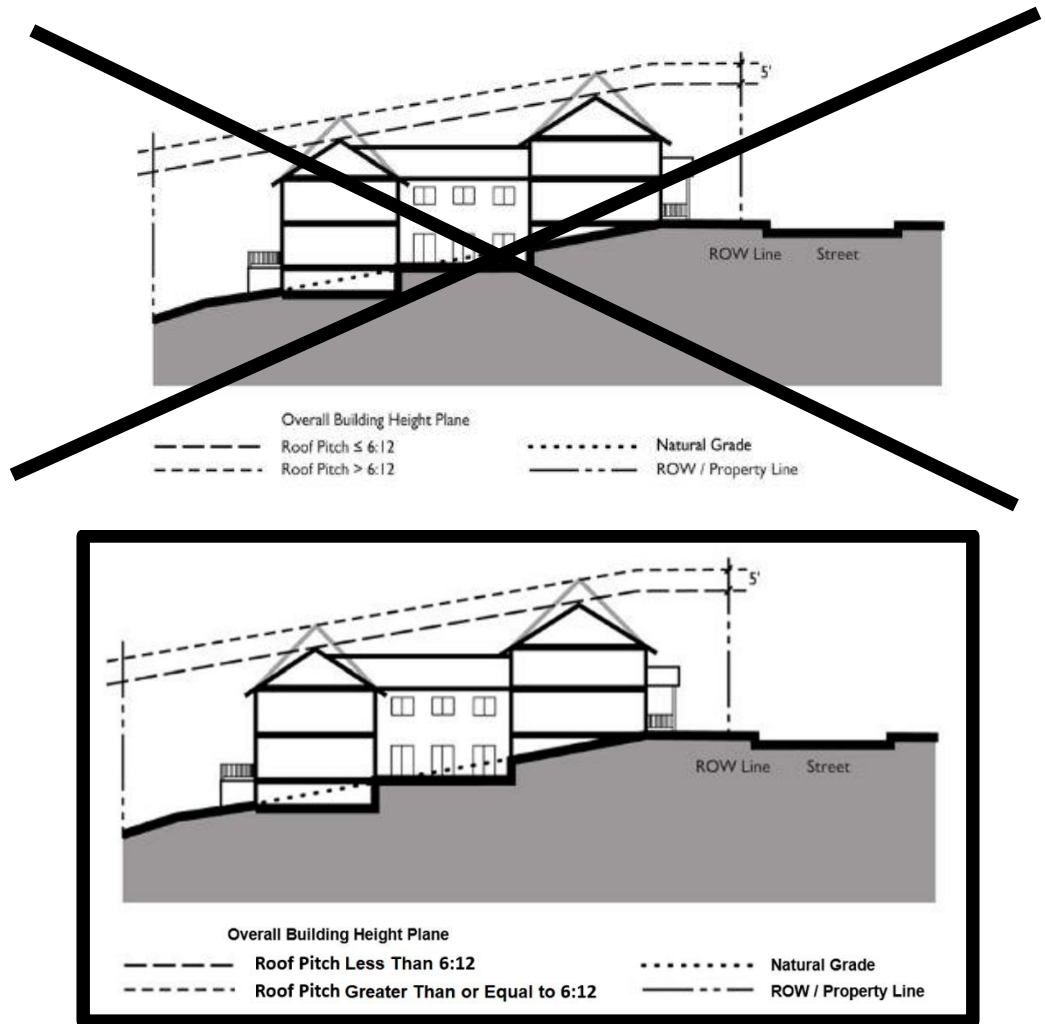 5'
ROW Line Street
Overall Building Height Plane
Roof Pitch ≤ 6:12 Natural Grade
Roof Pitch > 6:12 ROW / Property Line
5'
ROW Line Street
Overall Building Height Plane
Roof Pitch Less Than 6:12 Natural Grade
Roof Pitch Greater Than or Equal to 6:12 ROW / Property Line